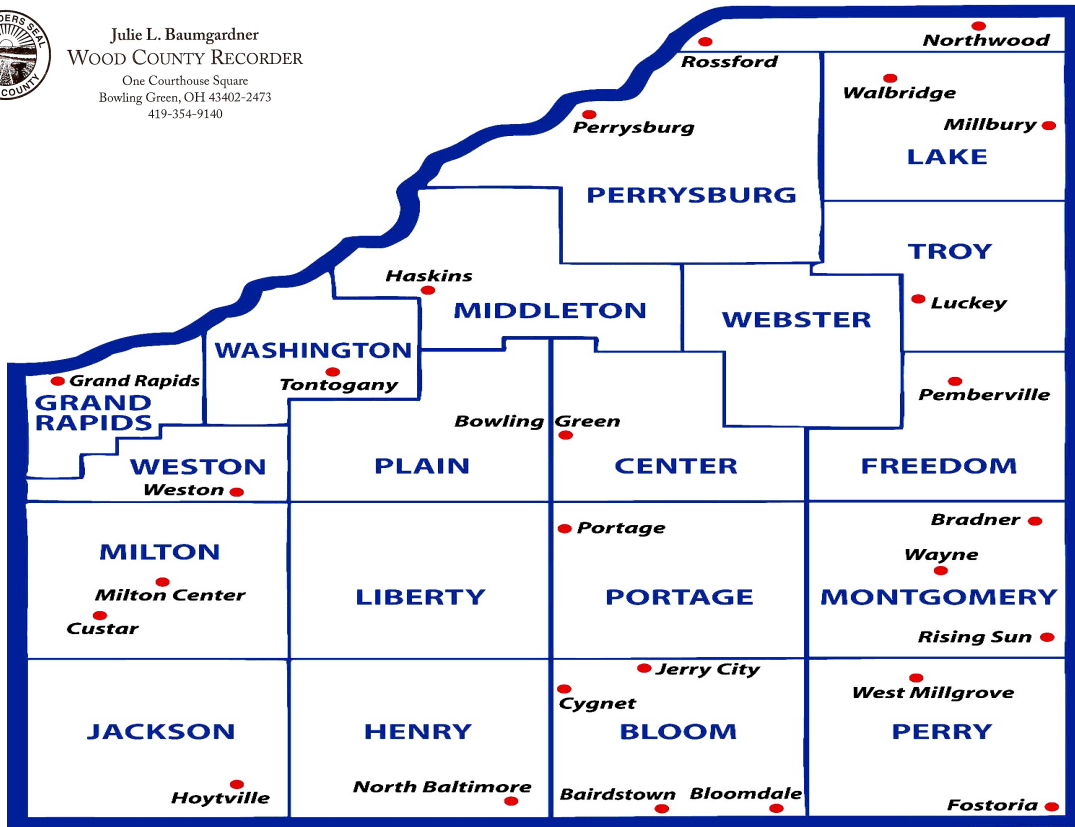 DERS SEAL
COUNTY
Julie L. Baumgardner
WOOD COUNTY RECORDER
One Courthouse Square
Bowling Green, OH 43402-2473
419-354-9140
Northwood
Rossford
Walbridge
Millbury
LAKE
Perrysburg
PERRYSBURG
TROY
Luckey
Haskins
MIDDLETON
WEBSTER
WASHINGTON
Tontogany
Grand Rapids
GRAND
RAPIDS
Pemberville
Bowling Green
WESTON
Weston
PLAIN
CENTER
FREEDOM
Portage
Bradner
Wayne
MILTON
Milton Center
Custar
LIBERTY
PORTAGE
MONTGOMERY
Rising Sun
Jerry City
Cygnet
West Millgrove
JACKSON
HENRY
BLOOM
PERRY
Hoytville
North Baltimore
Bairdstown
Bloomdale
Fostoria